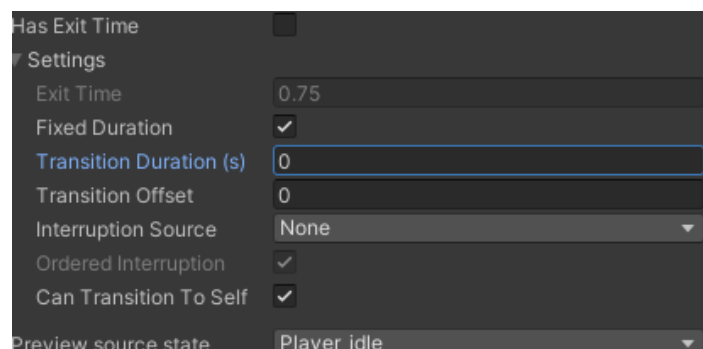 Has Exit Time
Settings
Exit Time 0.75
Fixed Duration
Transition Duration (s) 0
Transition Offset 0
Interruption Source None
Ordered Interruption
Can Transition To Self
Preview source state Player idle